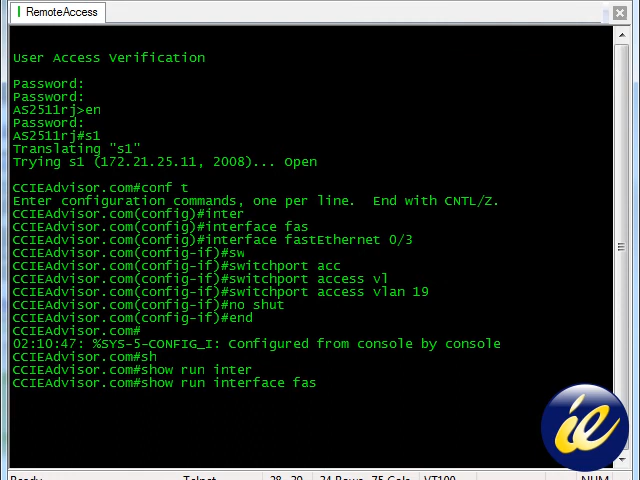 RemoteAccess
User Access Verification
Password:
Password:
AS2511rj>en
Password:
AS2511rj#s1
Translating "s1"
Trying s1 (172.21.25.11, 2008)... Open
CCIEAdvisor.com#conf t
Enter configuration commands, one per line.  End with CNTL/Z.
CCIEAdvisor.com(config)#inter
CCIEAdvisor.com(config)#interface fas
CCIEAdvisor.com(config)#interface fastEthernet 0/3
CCIEAdvisor.com(config-if)#sw
CCIEAdvisor.com(config-if)#switchport acc
CCIEAdvisor.com(config-if)#switchport access vl
CCIEAdvisor.com(config-if)#switchport access vlan 19
CCIEAdvisor.com(config-if)#no shut
CCIEAdvisor.com(config-if)#end
CCIEAdvisor.com#
02:10:47: %SYS-5-CONFIG_I: Configured from console by console
CCIEAdvisor.com#sh
CCIEAdvisor.com#show run inter
CCIEAdvisor.com#show run interface fas
ie
Ready Telnet 28, 39 34 Rows, 75 Cols VT100 NUM